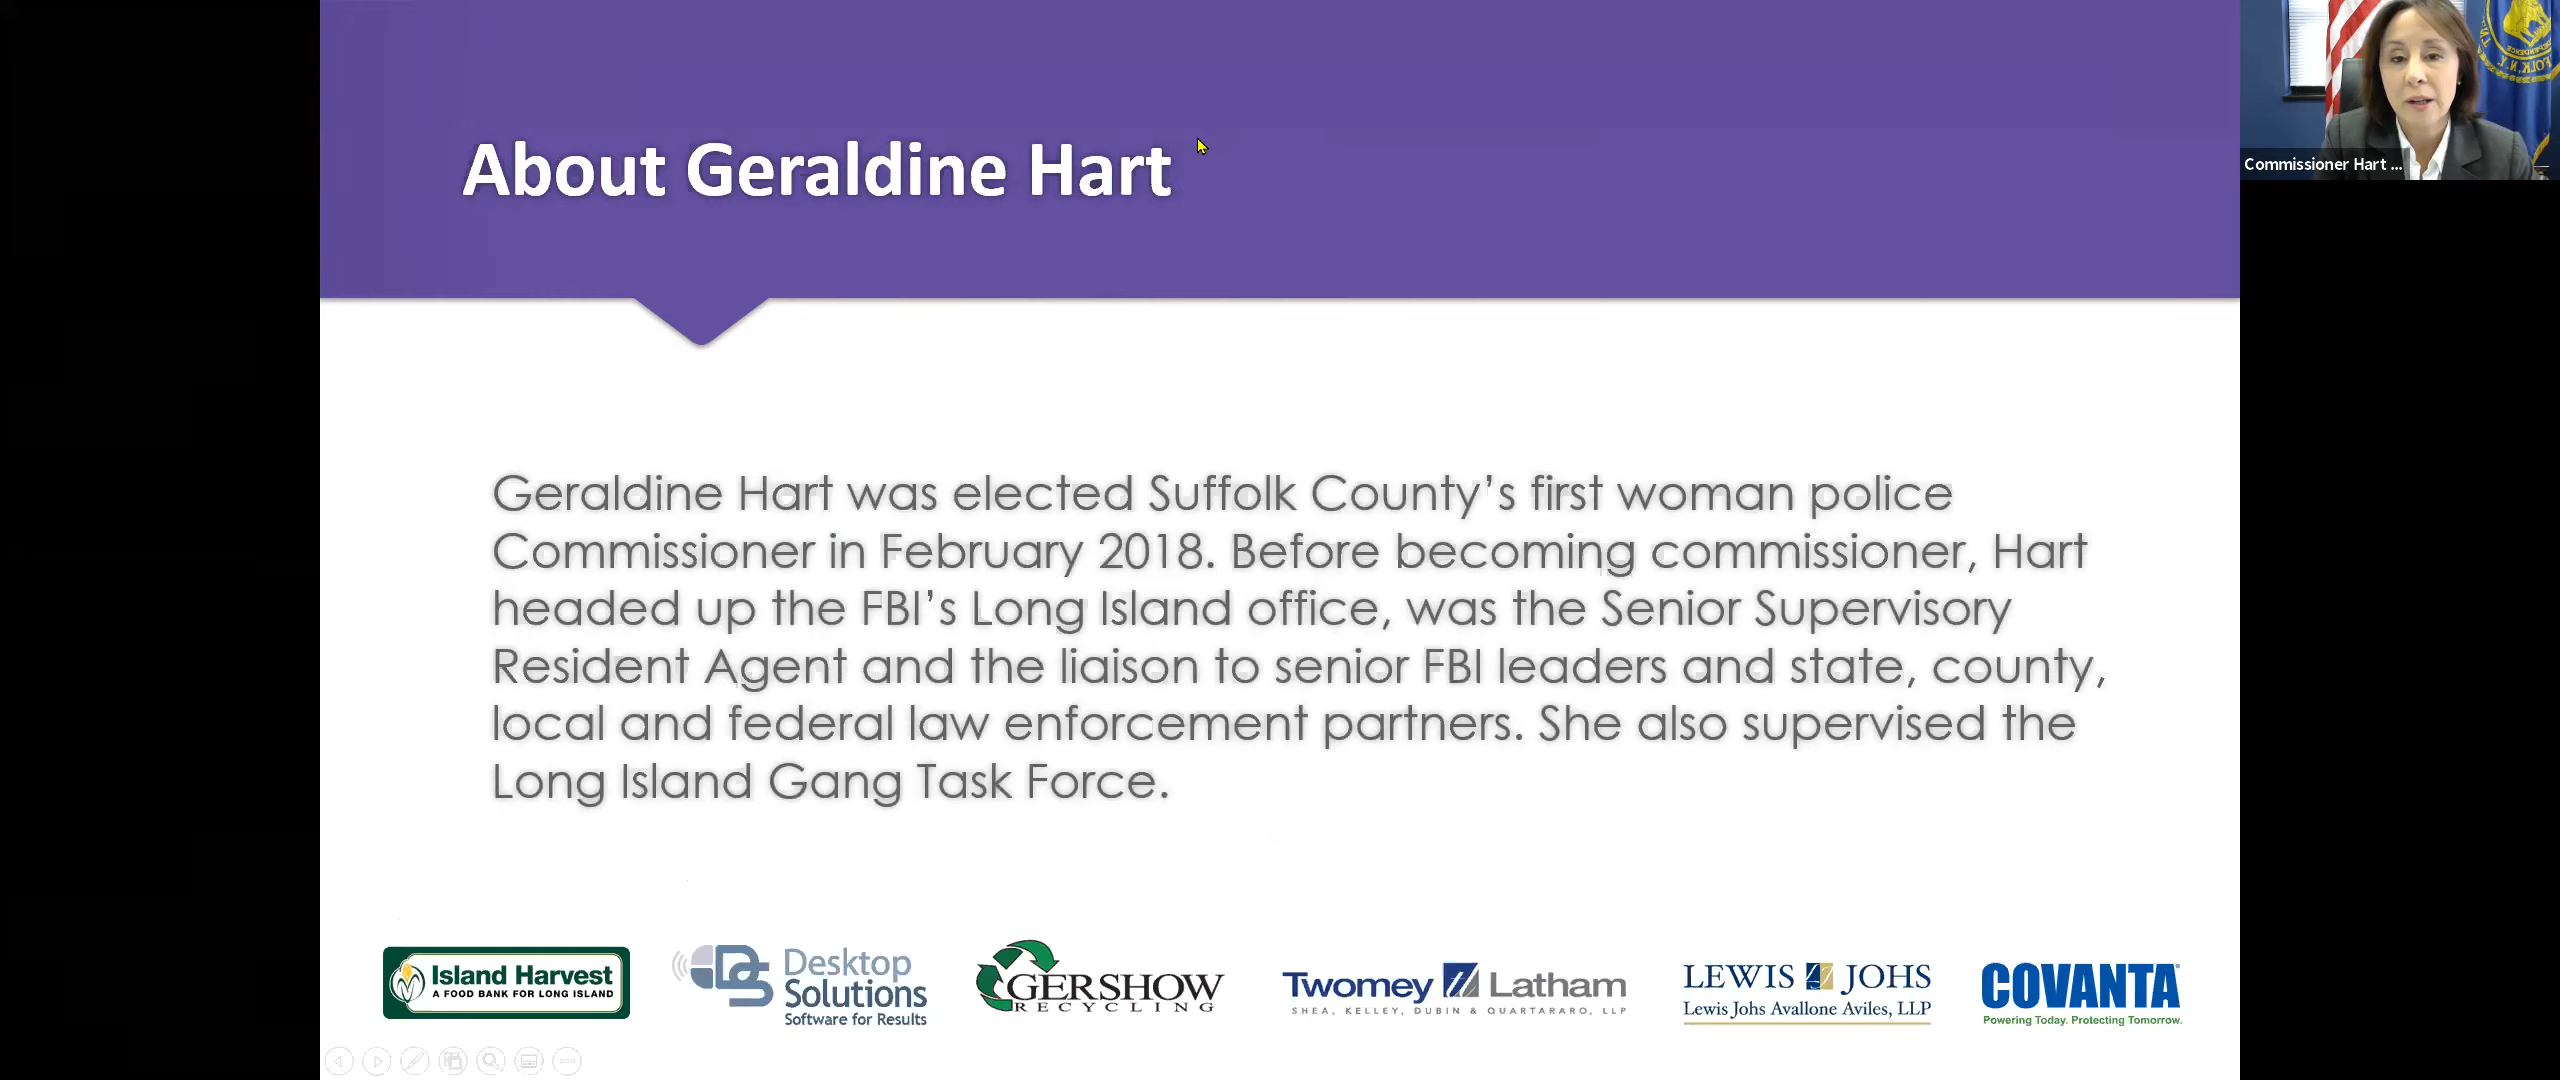 About Geraldine Hart
Commissioner Hart ...
Geraldine Hart was elected Suffolk County's first woman police
Commissioner in February 2018. Before becoming commissioner, Hart
headed up the FBI's Long Island office, was the Senior Supervisory
Resident Agent and the liaison to senior FBI leaders and state, county,
local and federal law enforcement partners. She also supervised the
Long Island Gang Task Force.
Island Harvest
A FOOD BANK FOR LONG ISLAND
Desktop
Solutions
Software for Results
GERSHOW
RECYCLING
Twomey Latham
SHEA, KELLEY, DUBIN & QUARTARARO, LLP
LEWIS JOHS
Lewis Johs Avallone Aviles, LLP
COVANTA
Powering Today. Protecting Tomorrow.